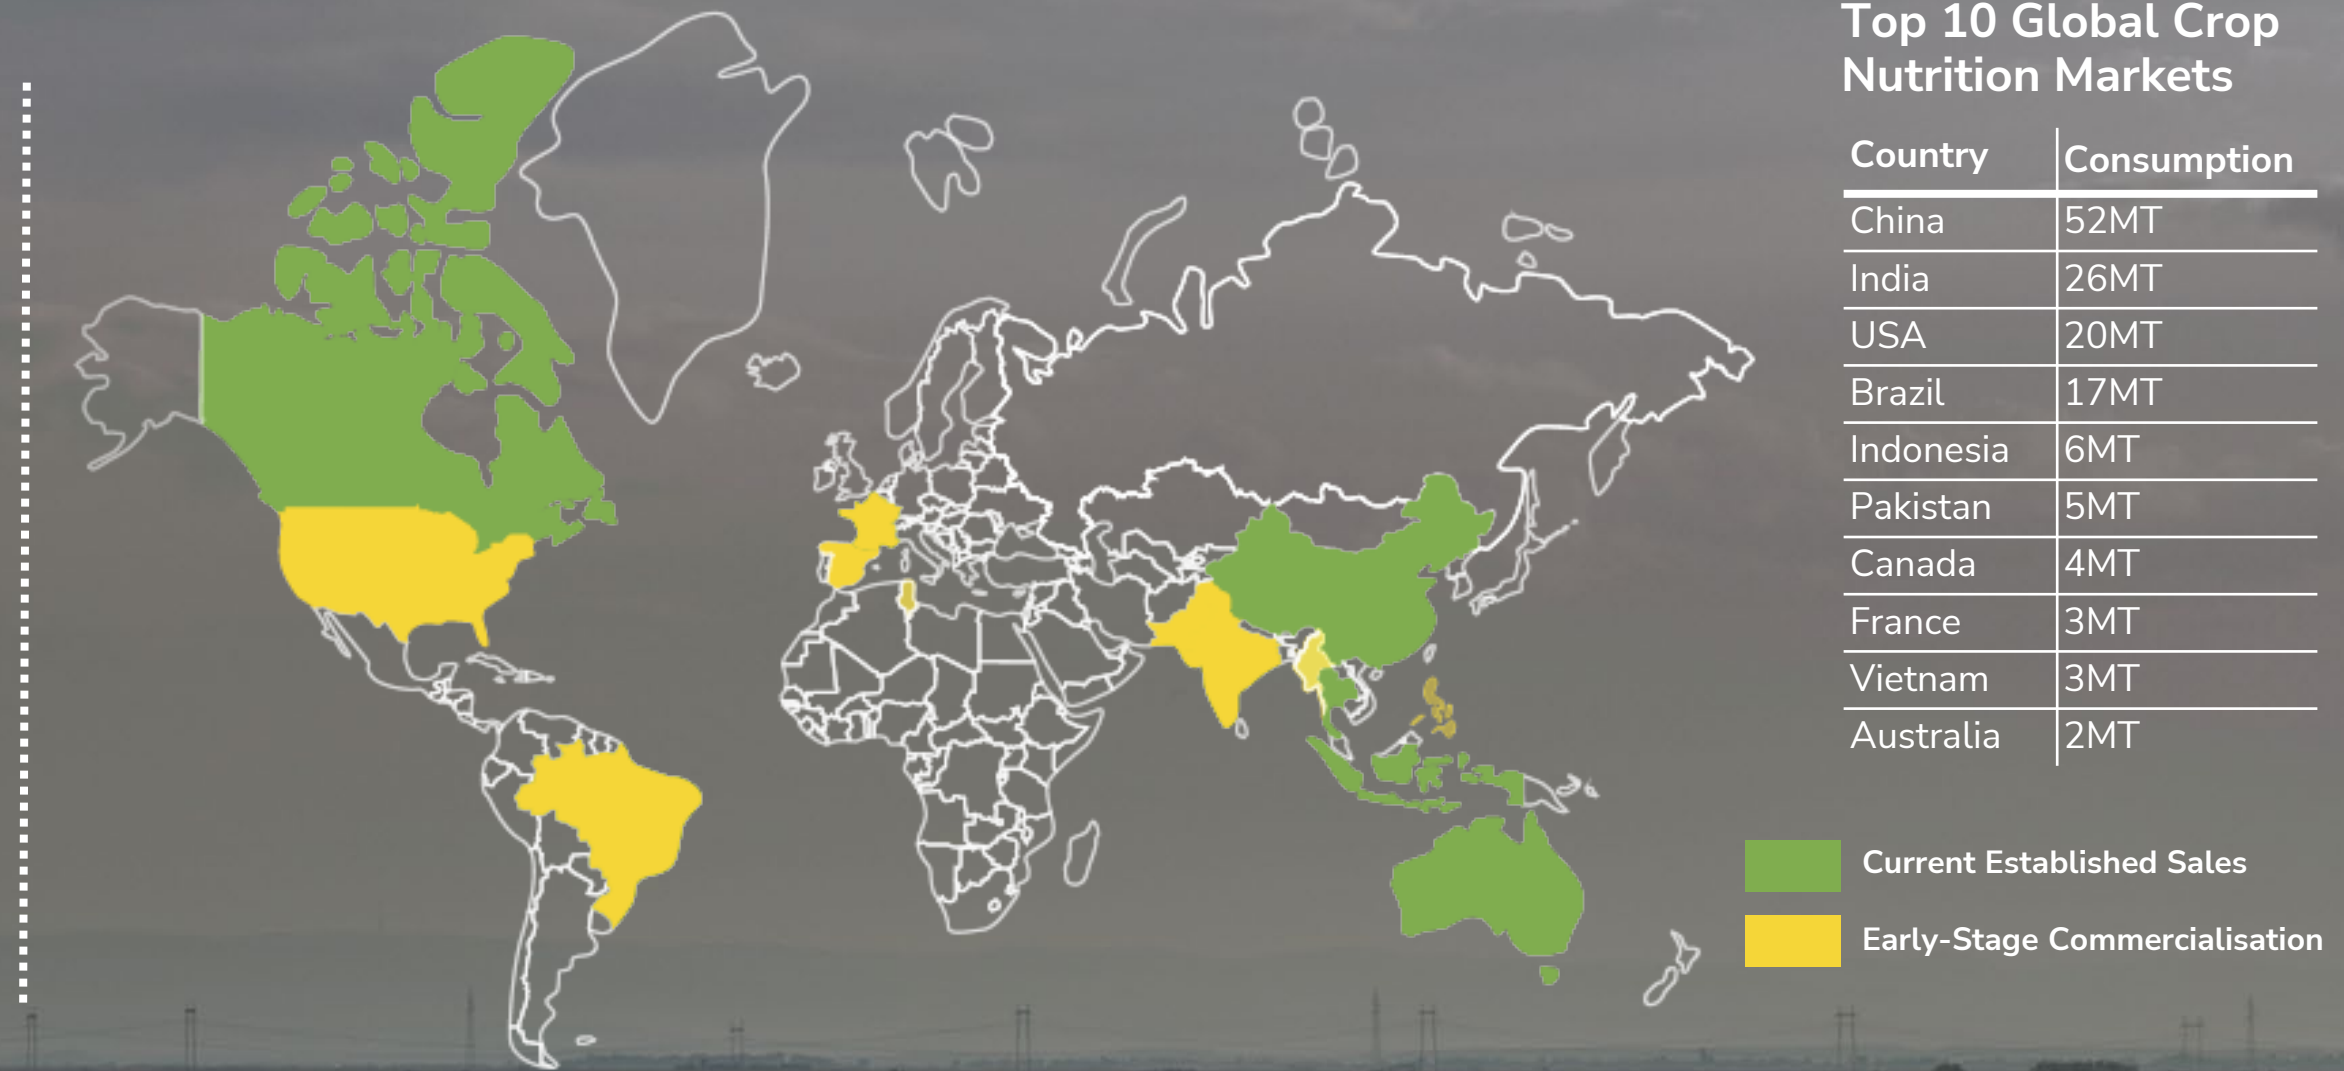 Top 10 Global Crop
Nutrition Markets
Country Consumption
China 52MT
India 26MT
USA 20MT
Brazil 17MT
Indonesia 6MT
Pakistan 5MT
Canada 4MT
France 3MT
Vietnam 3MT
Australia 2MT
Current Established Sales
Early-Stage Commercialisation